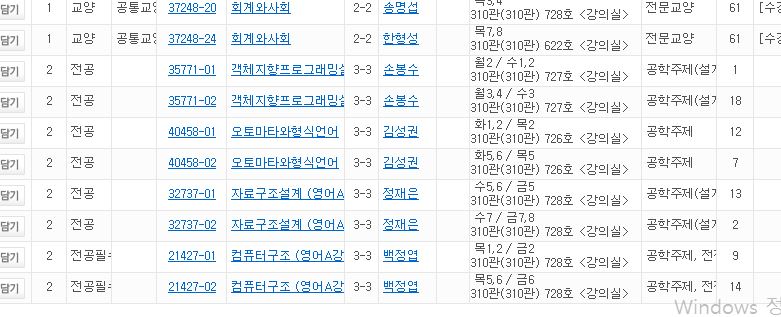 담기 1 교양 공통교양 37248-20 회계와사회 2-2 송명섭 310관(310관) 728호 <강의실> 전문교양 61 [수강
담기 1 교양 공통교양 37248-24 회계와사회 2-2 한형성 목7,8
310관(310관) 622호 <강의실> 전문교양 61 [수강
담기 2 전공 35771-01 객체지향프로그래밍설 3-3 손봉수 월2 / 수1,2
310관(310관) 727호 <강의실> 공학주제(설계 1
담기 2 전공 35771-02 객체지향프로그래밍설 3-3 손봉수 월3,4 / 수3
310관(310관) 727호 <강의실> 공학주제(설계 18
담기 2 전공 40458-01 오토마타와형식언어 3-3 김성권 화1,2 / 목2
310관(310관) 726호 <강의실> 공학주제 12
담기 2 전공 40458-02 오토마타와형식언어 3-3 김성권 화5,6 / 목5
310관(310관) 726호 <강의실> 공학주제 7
담기 2 전공 32737-01 자료구조설계 (영어A 3-3 정재은 수5,6 / 금5
310관(310관) 728호 <강의실> 공학주제(설계 13
담기 2 전공 32737-02 자료구조설계 (영어A 3-3 정재은 수7 / 금7,8
310관(310관) 728호 <강의실> 공학주제(설계 2
담기 2 전공필수 21427-01 컴퓨터구조 (영어A강 3-3 백정엽 목1,2 / 금2
310관(310관) 728호 <강의실> 공학주제, 전공 9
담기 2 전공필수 21427-02 컴퓨터구조 (영어A강 3-3 백정엽 목5,6 / 금6
310관(310관) 728호 <강의실> 공학주제, 전공 14
Windows 정